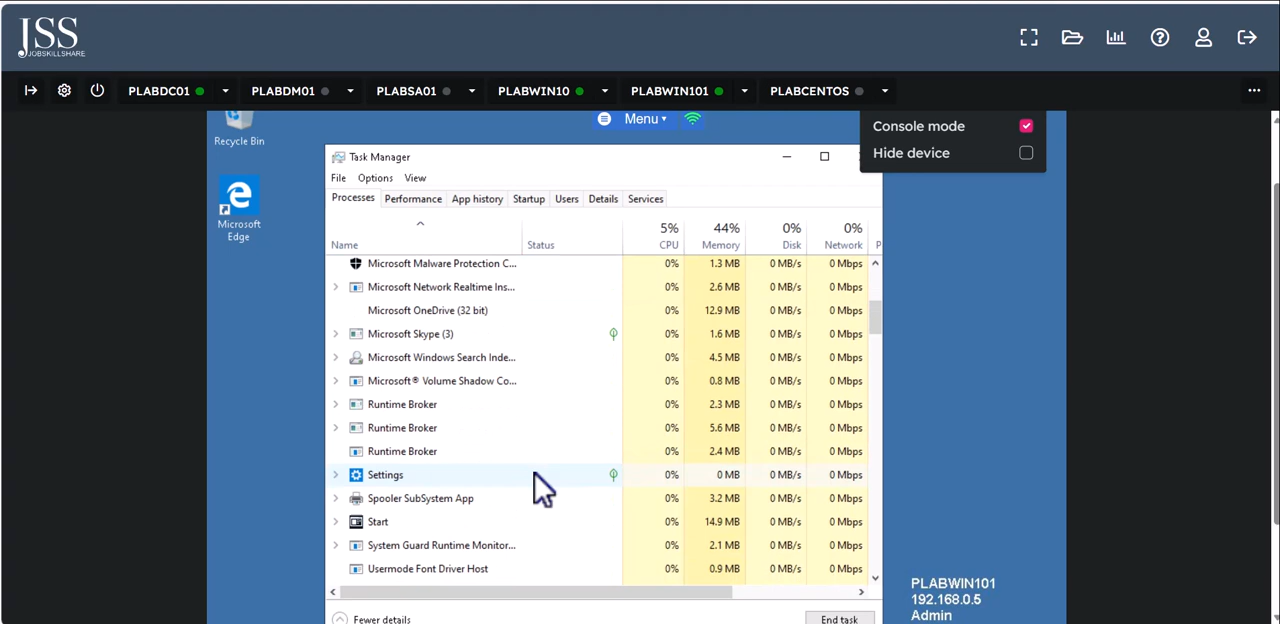 JSS
JOBSKILLSHARE
PLABDC01 PLABDM01 PLABSA01 PLABWIN10 PLABWIN101 PLABCENTOS
Menu
Console mode
Hide device
Recycle Bin
Microsoft
Edge
Task Manager
File Options View
Processes Performance App history Startup Users Details Services
5% 44% 0% 0%
Name Status CPU Memory Disk Network P
Microsoft Malware Protection C... 0% 1.3 MB 0 MB/s 0 Mbps
Microsoft Network Realtime Ins... 0% 2.6 MB 0 MB/s 0 Mbps
Microsoft OneDrive (32 bit) 0% 12.9 MB 0 MB/s 0 Mbps
Microsoft Skype (3) 0% 1.6 MB 0 MB/s 0 Mbps
Microsoft Windows Search Inde... 0% 4.5 MB 0 MB/s 0 Mbps
Microsoft® Volume Shadow Co... 0% 0.8 MB 0 MB/s 0 Mbps
Runtime Broker 0% 2.3 MB 0 MB/s 0 Mbps
Runtime Broker 0% 5.6 MB 0 MB/s 0 Mbps
Runtime Broker 0% 2.4 MB 0 MB/s 0 Mbps
Settings 0% 0 MB 0 MB/s 0 Mbps
Spooler SubSystem App 0% 3.2 MB 0 MB/s 0 Mbps
Start 0% 14.9 MB 0 MB/s 0 Mbps
System Guard Runtime Monitor... 0% 2.1 MB 0 MB/s 0 Mbps
Usermode Font Driver Host 0% 0.9 MB 0 MB/s 0 Mbps
Fewer details End task
PLABWIN101
192.168.0.5
Admin